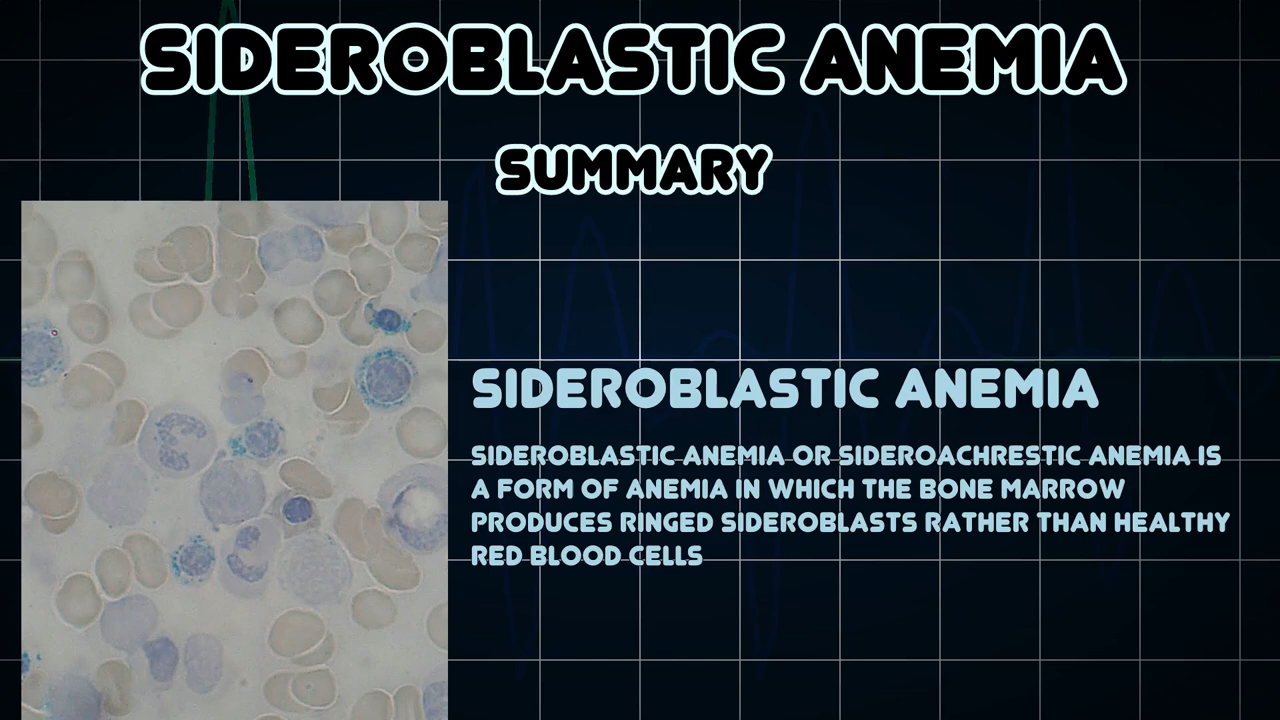 SIDEROBLASTIC ANEMIA
SUMMARY
SIDEROBLASTIC ANEMIA
SIDEROBLASTIC ANEMIA OR SIDEROACHRESTIC ANEMIA IS
A FORM OF ANEMIA IN WHICH THE BONE MARROW
PRODUCES RINGED SIDEROBLASTS RATHER THAN HEALTHY
RED BLOOD CELLS